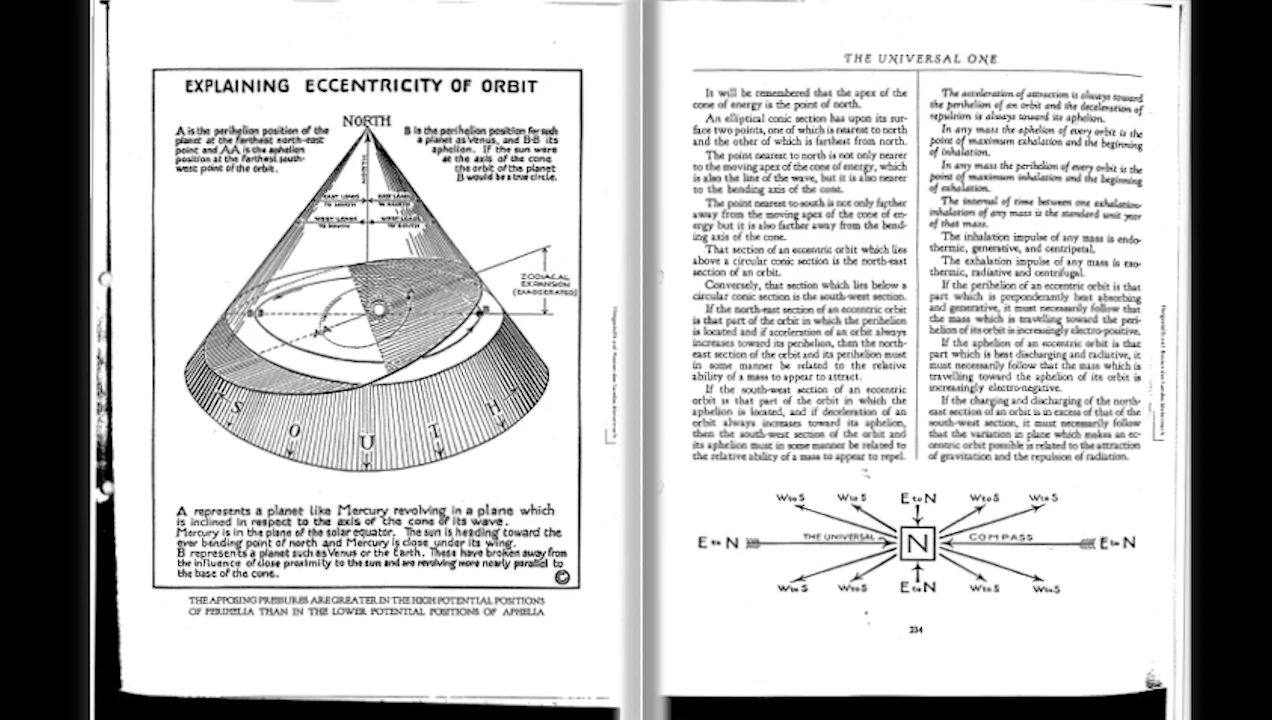 EXPLAINING ECCENTRICITY OF ORBIT
NORTH
A is the perihelion position of the
planet at the farthest north-east
point and AA is the aphelion
position at the farthest south-
west point of the orbit.
B is the perihelion position for such
a planet as Venus, and BB its
aphelion. If the sun were
at the axis of the cone
the orbit of the planet
B would be a true circle.
EAST LEADS EAST LEADS
TO NORTH TO NORTH
WEST LEADS WEST LEADS
TO SOUTH TO SOUTH
ZODIACAL
EXPANSION
(EXAGGERATED)
BB
B
AA
S O U T H
A represents a planet like Mercury revolving in a plane which
is inclined in respect to the axis of the cone of its wave.
Mercury is in the plane of the solar equator. The sun is heading toward the
ever bending point of north and Mercury is close under its wing.
B represents a planet such as Venus or the Earth. These have broken away from
the influence of close proximity to the sun and are revolving more nearly parallel to
the base of the cone.
©
THE APPOSING PRESSURES ARE GREATER IN THE HIGH POTENTIAL POSITIONS
OF PERIHELIA THAN IN THE LOWER POTENTIAL POSITIONS OF APHELIA
THE UNIVERSAL ONE
It will be remembered that the apex of the
cone of energy is the point of north.
An elliptical conic section has upon its sur-
face two points, one of which is nearest to north
and the other of which is farthest from north.
The point nearest to north is not only nearer
to the moving apex of the cone of energy, which
is also the line of the wave, but it is also nearer
to the bending axis of the cone.
The point nearest to south is not only farther
away from the moving apex of the cone of en-
ergy but it is also farther away from the bend-
ing axis of the cone.
That section of an eccentric orbit which lies
above a circular conic section is the north-east
section of an orbit.
Conversely, that section which lies below a
circular conic section is the south-west section.
If the north-east section of an eccentric orbit
is that part of the orbit in which the perihelion
is located and if acceleration of an orbit always
increases toward its perihelion, then the north-
east section of the orbit and its perihelion must
in some manner be related to the relative
ability of a mass to appear to attract.
If the south-west section of an eccentric
orbit is that part of the orbit in which the
aphelion is located, and if deceleration of an
orbit always increases toward its aphelion,
then the south-west section of the orbit and
its aphelion must in some manner be related to
the relative ability of a mass to appear to repel.
The acceleration of attraction is always toward
the perihelion of an orbit and the deceleration of
repulsion is always toward its aphelion.
In any mass the aphelion of every orbit is the
point of maximum exhalation and the beginning
of inhalation.
In any mass the perihelion of every orbit is the
point of maximum inhalation and the beginning
of exhalation.
The interval of time between one exhalation-
inhalation of any mass is the standard unit year
of that mass.
The inhalation impulse of any mass is endo-
thermic, generative, and centripetal.
The exhalation impulse of any mass is exo-
thermic, radiative and centrifugal.
If the perihelion of an eccentric orbit is that
part which is preponderantly heat absorbing
and generative, it must necessarily follow that
the mass which is travelling toward the peri-
helion of its orbit is increasingly electro-positive.
If the aphelion of an eccentric orbit is that
part which is heat discharging and radiative, it
must necessarily follow that the mass which is
travelling toward the aphelion of its orbit is
increasingly electro-negative.
If the charging and discharging of the north-
east section of an orbit is in excess of that of the
south-west section, it must necessarily follow
that the variation in plane which makes an ec-
centric orbit possible is related to the attraction
of gravitation and the repulsion of radiation.
W to S W to S E to N W to S W to S
E to N THE UNIVERSAL N COMPASS E to N
W to S W to S E to N W to S W to S
234